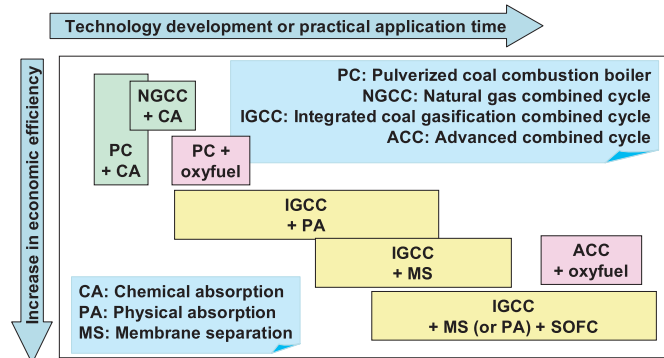 Technology development or practical application time
Increase in economic efficiency
PC: Pulverized coal combustion boiler
NGCC: Natural gas combined cycle
IGCC: Integrated coal gasification combined cycle
ACC: Advanced combined cycle
NGCC
+ CA
PC
+ CA
PC +
oxyfuel
IGCC
+ PA
IGCC
+ MS
ACC
+ oxyfuel
IGCC
+ MS (or PA) + SOFC
CA: Chemical absorption
PA: Physical absorption
MS: Membrane separation